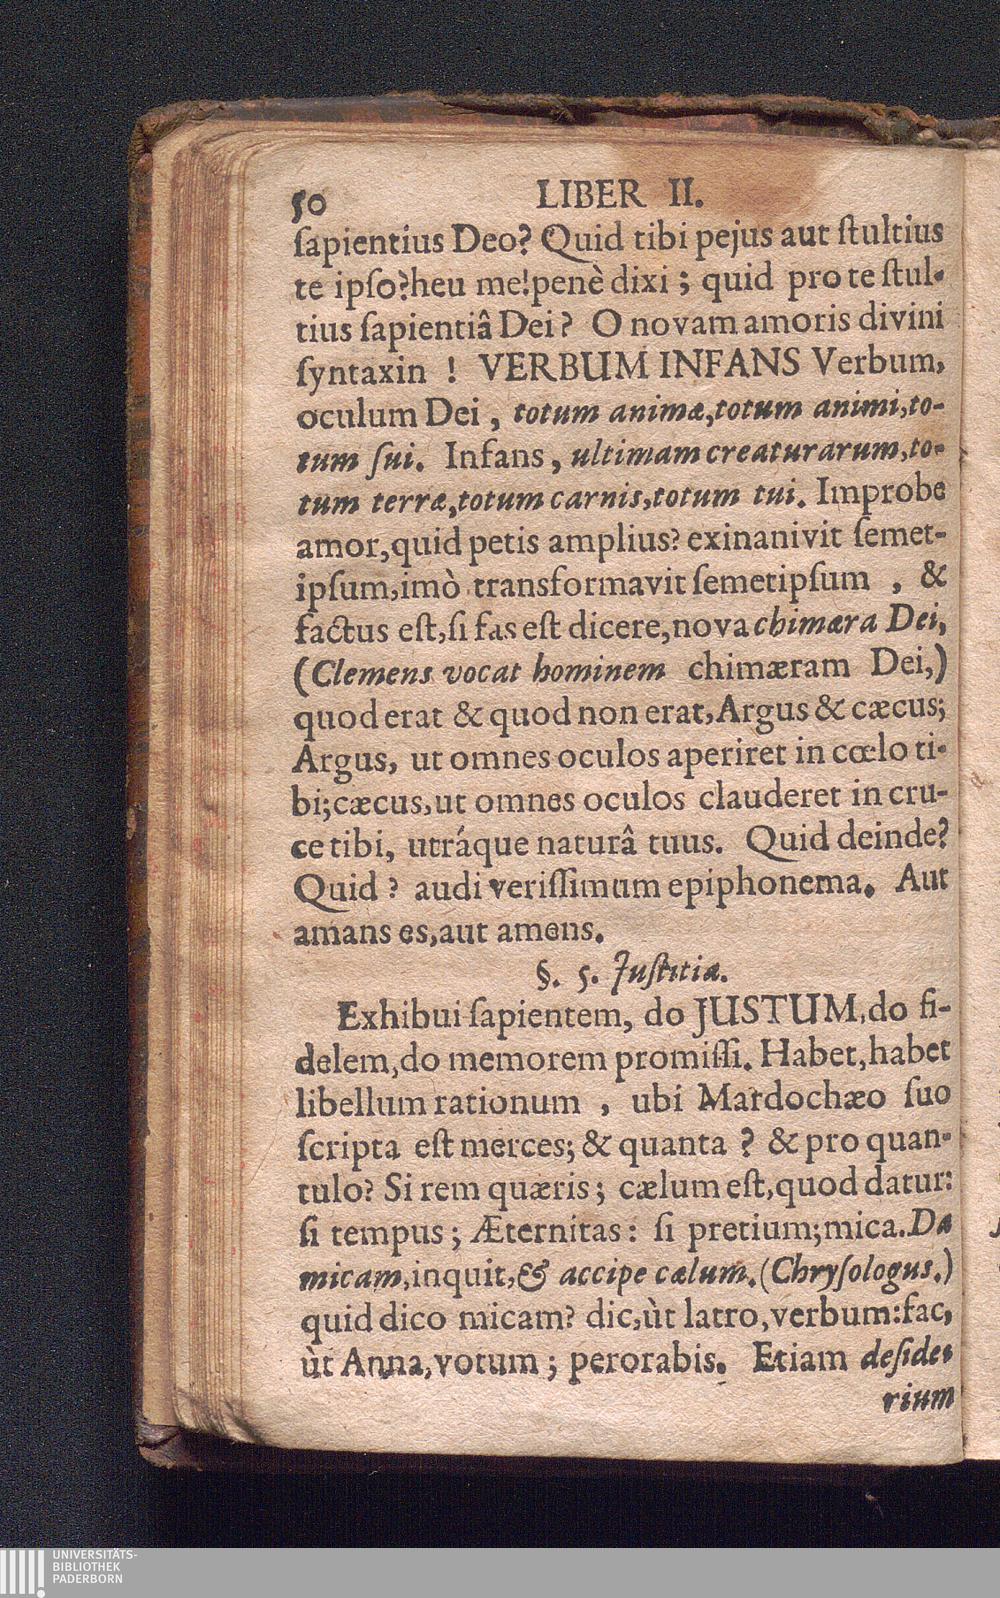 50 LIBER II.
ſapientius Deo? Quid tibi pejus aut ſtultius
te ipſo? heu me! penè dixi; quid pro te ſtul-
tius ſapientiâ Dei? O novam amoris divini
ſyntaxin! VERBUM INFANS Verbum,
oculum Dei, totum animæ, totum animi, to-
tum ſui. Infans, ultimam creaturarum, to-
tum terræ, totum carnis, totum tui. Improbe
amor, quid petis amplius? exinanivit ſemet-
ipſum, imò transformavit ſemetipſum, &
factus eſt, ſi fas eſt dicere, nova chimæra Dei,
(Clemens vocat hominem chimæram Dei,)
quod erat & quod non erat, Argus & cæcus;
Argus, ut omnes oculos aperiret in cœlo ti-
bi; cæcus, ut omnes oculos clauderet in cru-
ce tibi, utráque naturâ tuus. Quid deinde?
Quid? audi veriſſimum epiphonema. Aut
amans es, aut amens.
§. 5. Juſtitia.
Exhibui ſapientem, do JUSTUM, do fi-
delem, do memorem promiſſi. Habet, habet
libellum rationum, ubi Mardochæo ſuo
ſcripta eſt merces; & quanta? & pro quan-
tulo? Si rem quæris; cælum eſt, quod datur:
ſi tempus; Æternitas: ſi pretium; mica. Da
micam, inquit, & accipe cælum. (Chryſologus.)
quid dico micam? dic, ùt latro, verbum: fac,
ùt Anna, votum; perorabis. Etiam deſide-
rium
UNIVERSITÄTS-
BIBLIOTHEK
PADERBORN